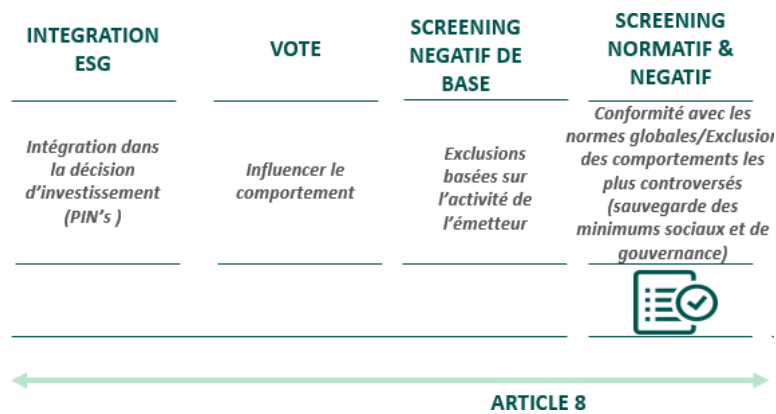 INTEGRATION
ESG
VOTE
SCREENING
NEGATIF DE
BASE
SCREENING
NORMATIF &
NEGATIF
Intégration dans
la décision
d'investissement
(PIN's )
Influencer le
comportement
Exclusions
basées sur
l'activité de
l'émetteur
Conformité avec les
normes globales/Exclusion
des comportements les
plus controversés
(sauvegarde des
minimums sociaux et de
gouvernance)
ARTICLE 8